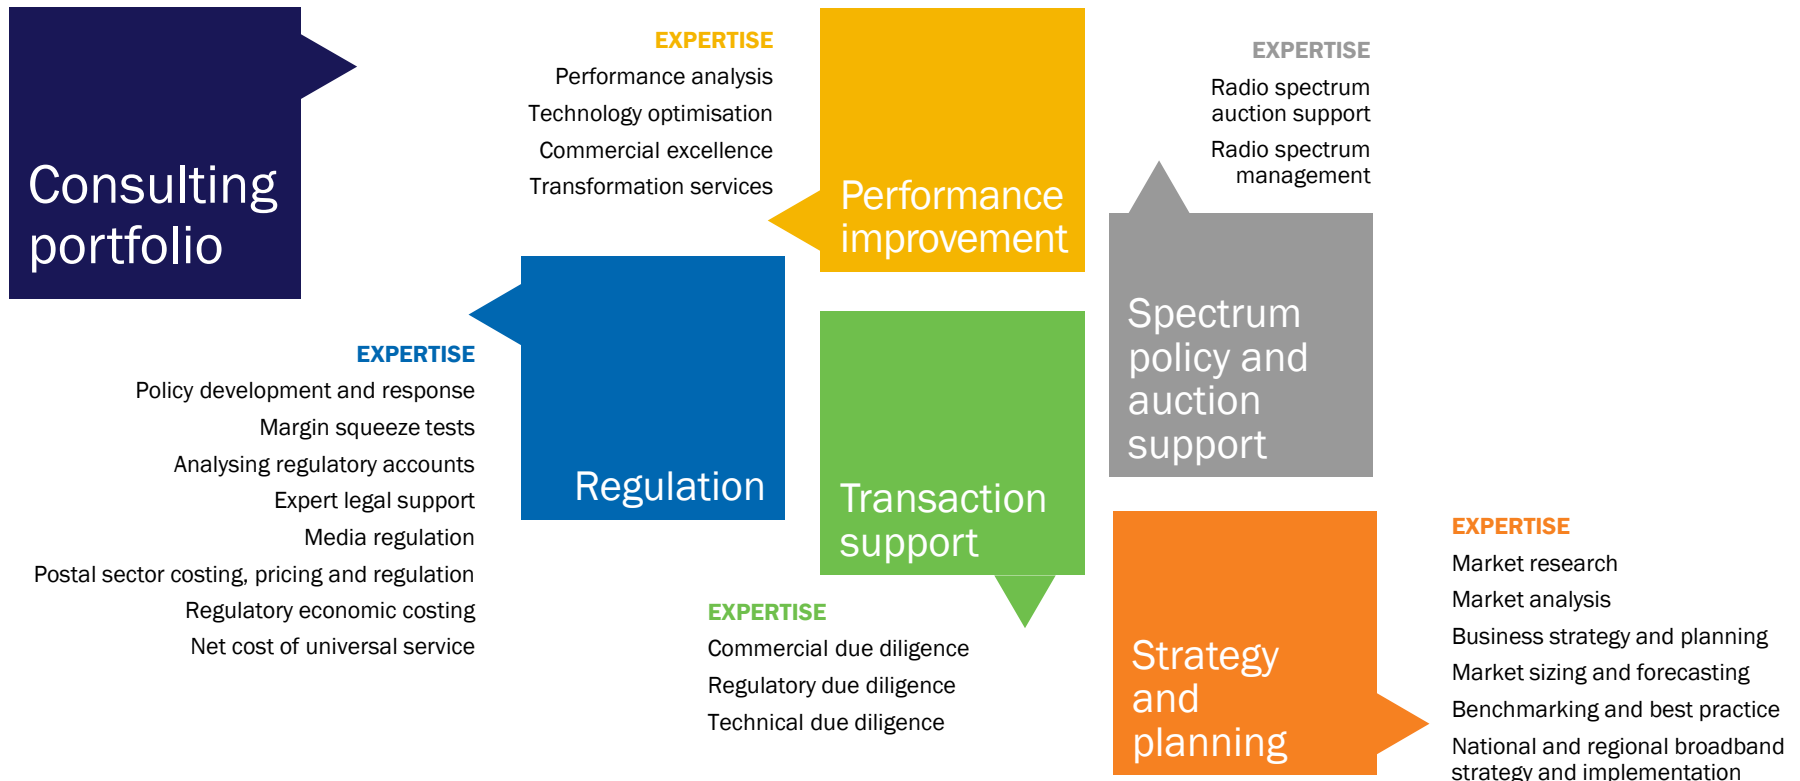 Consulting
portfolio
EXPERTISE
Performance analysis
Technology optimisation
Commercial excellence
Transformation services
Performance
improvement
EXPERTISE
Radio spectrum
auction support
Radio spectrum
management
Spectrum
policy and
auction
support
EXPERTISE
Policy development and response
Margin squeeze tests
Analysing regulatory accounts
Expert legal support
Media regulation
Postal sector costing, pricing and regulation
Regulatory economic costing
Net cost of universal service
Regulation
Transaction
support
EXPERTISE
Commercial due diligence
Regulatory due diligence
Technical due diligence
Strategy
and
planning
EXPERTISE
Market research
Market analysis
Business strategy and planning
Market sizing and forecasting
Benchmarking and best practice
National and regional broadband
strategy and implementation